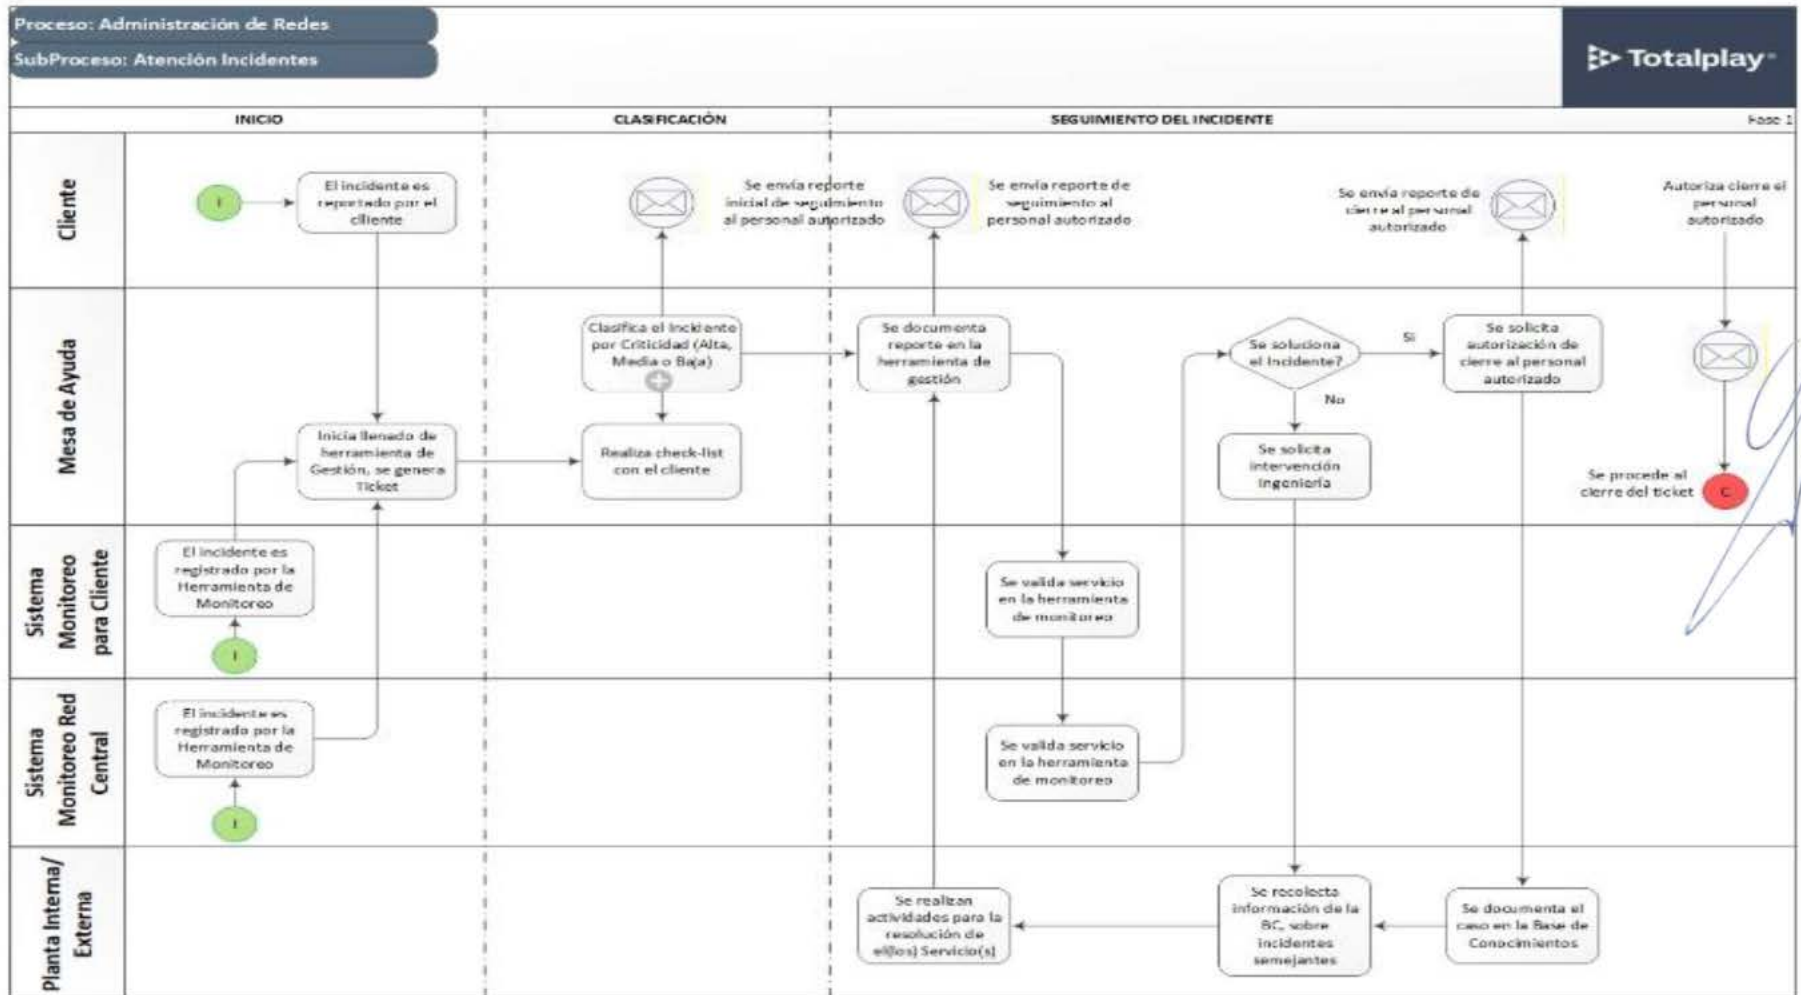 Proceso: Administración de Redes
SubProceso: Atención Incidentes
Totalplay
INICIO
CLASIFICACIÓN
SEGUIMIENTO DEL INCIDENTE
Fase 1
Cliente
I
El incidente es
reportado por el
cliiente
Se envía reporte
inicial de seguimiento
al personal autorizado
Se envía reporte de
seguimiento al
personal autorizado
Se envía reporte de
cierre al personal
autorizado
Autoriza cierre el
personal
autorizado
Mesa de Ayuda
Inicia llenado de
herramienta de
Gestión, se genera
Ticket
Clasifica el Incidente
por Criticidad (Alta,
Media o Baja)
Realiza check-list
con el cliente
Se documenta
reporte en la
herramienta de
gestión
Se soluciona
el Incidente?
Si
No
Se solicita
intervención
Ingeniería
Se solicita
autorización de
cierre al personal
autorizado
Se procede al
cierre del ticket
C
Sistema
Monitoreo
para Cliente
El incidente es
registrado por la
Herramienta de
Monitoreo
I
Se valida servicio
en la herramienta
de monitoreo
Sistema
Monitoreo Red
Central
El incidente es
registrado por la
Herramienta de
Monitoreo
I
Se valida servicio
en la herramienta
de monitoreo
Planta Interna/
Externa
Se realizan
actividades para la
resolución de
el(los) Servicio(s)
Se recolecta
información de la
BC, sobre
incidentes
semejantes
Se documenta el
caso en la Base de
Conocimientos